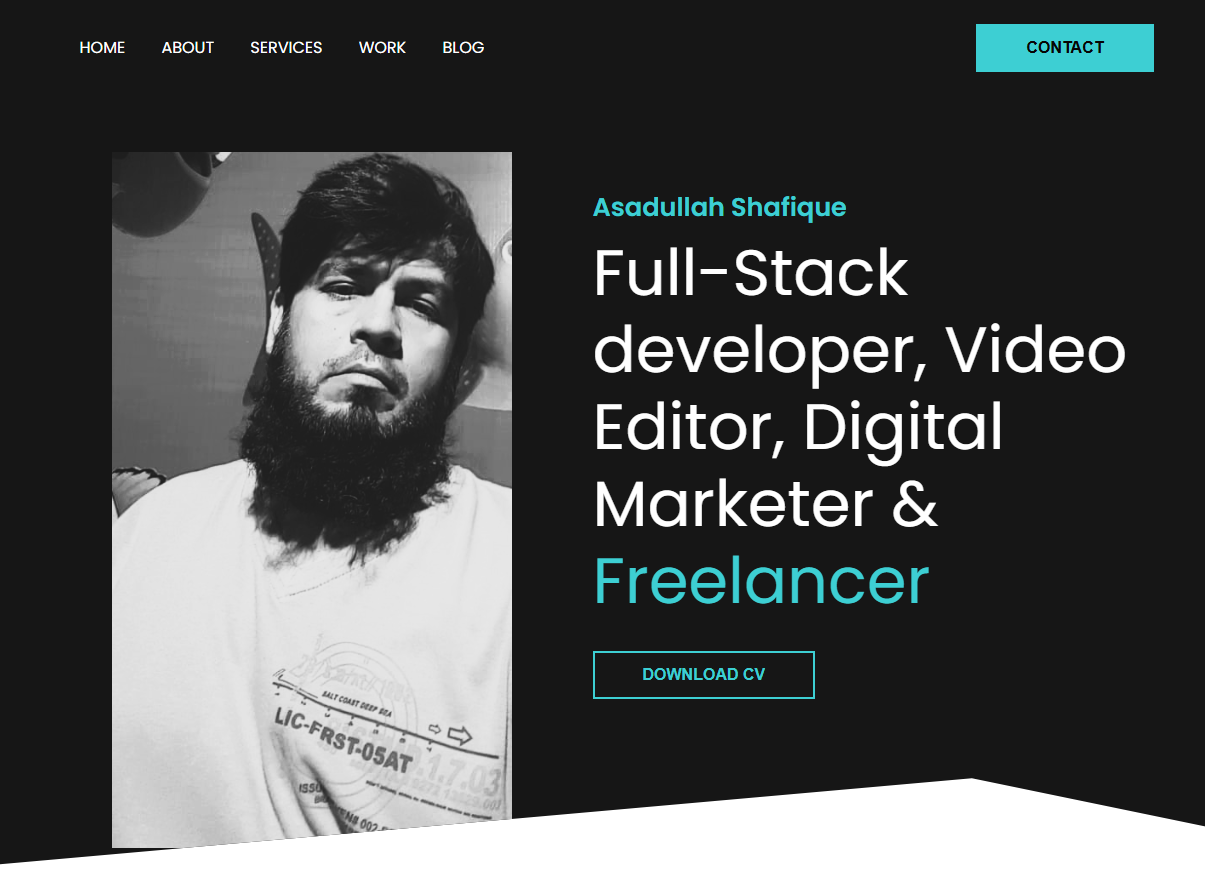 HOME ABOUT SERVICES WORK BLOG CONTACT
Asadullah Shafique
Full-Stack
developer, Video
Editor, Digital
Marketer &
Freelancer
DOWNLOAD CV
SALT COAST DEEP SEA
LIC-FRST-05AT